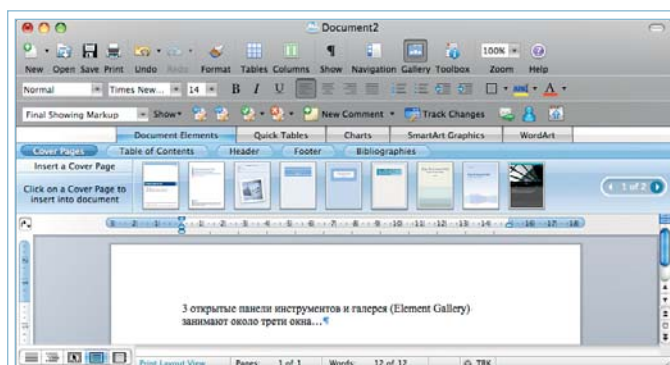 Document2
New Open Save Print Undo Redo Format Tables Columns Show Navigation Gallery Toolbox Zoom Help
100%
Normal Times New... 14 B I U
Final Showing Markup Show New Comment Track Changes
Document Elements Quick Tables Charts SmartArt Graphics WordArt
Cover Pages Table of Contents Header Footer Bibliographies
Insert a Cover Page
Click on a Cover Page to
insert into document
1 of 2
3 открытые панели инструментов и галерея (Element Gallery)
занимают около трети окна...¶
Print Layout View Pages: 1 of 1 Words: 12 of 12 TRK